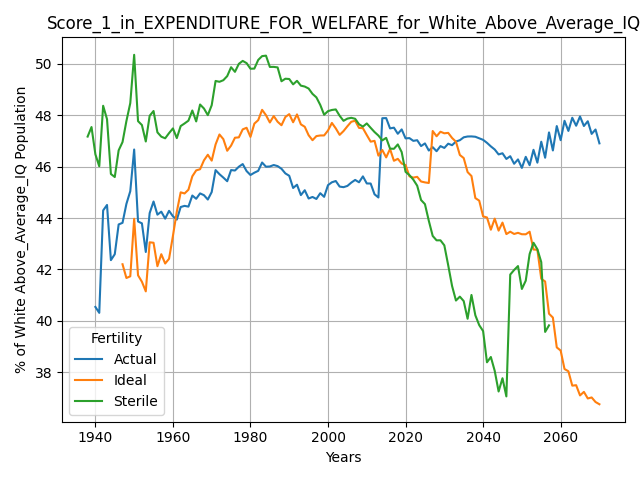 Score_1_in_EXPENDITURE_FOR_WELFARE_for_White_Above_Average_IQ
% of White Above_Average_IQ Population
50
48
46
44
42
40
38
Fertility
Actual
Ideal
Sterile
1940 1960 1980 2000 2020 2040 2060
Years